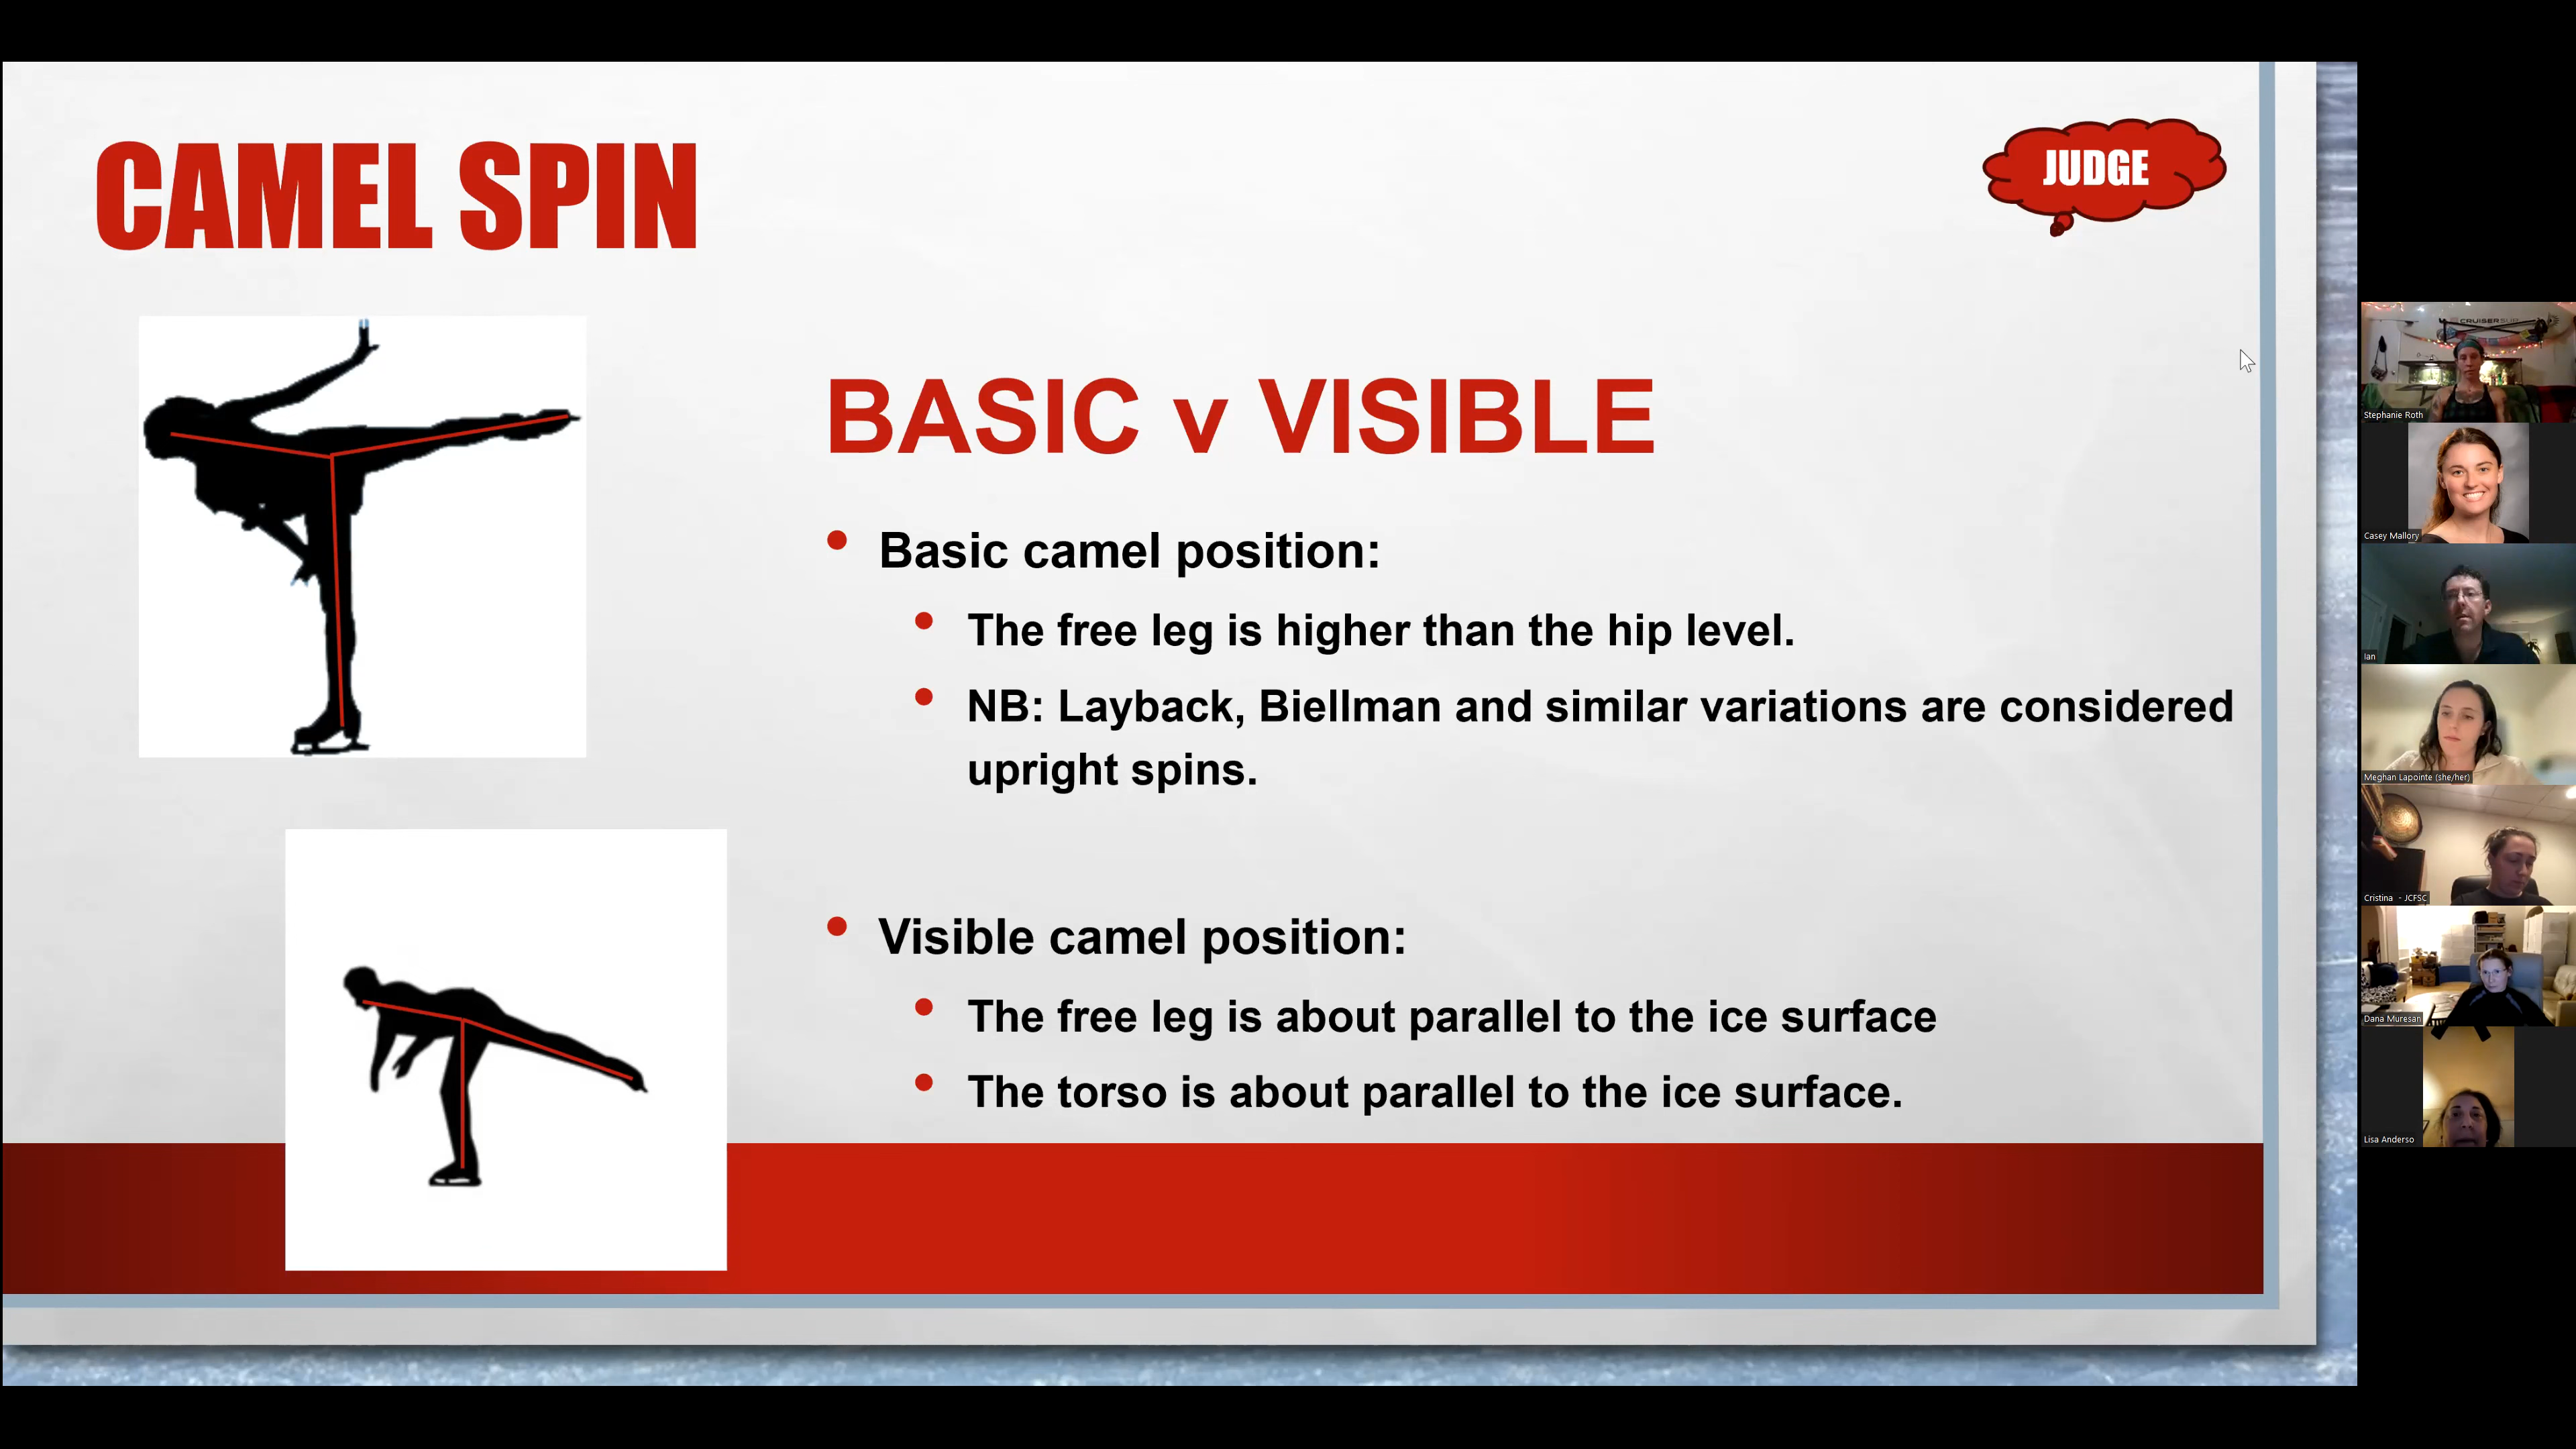 CAMEL SPIN
JUDGE
BASIC v VISIBLE
Basic camel position:
The free leg is higher than the hip level.
NB: Layback, Biellman and similar variations are considered
upright spins.
Visible camel position:
The free leg is about parallel to the ice surface
The torso is about parallel to the ice surface.
CRUISER
Stephanie Roth
Casey Mallory
Ian
Meghan Lapointe (she/her)
Cristina - JCFSC
Dana Muresan
Lisa Anderso